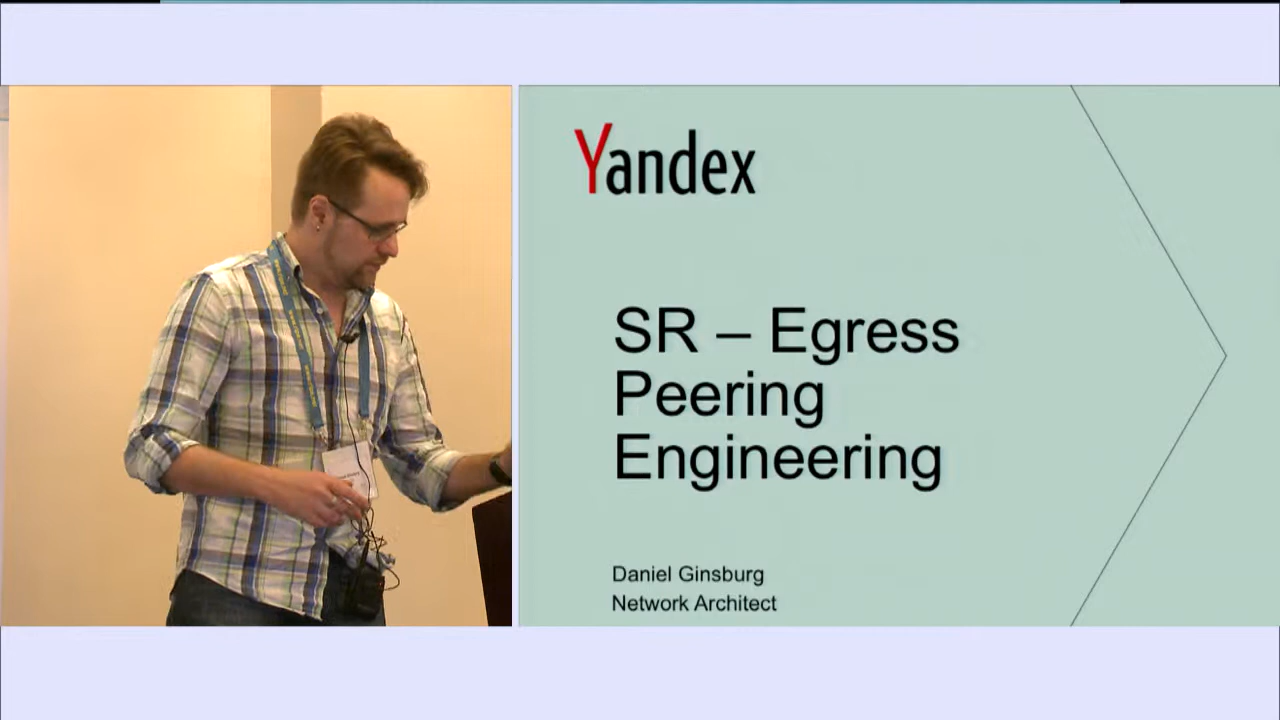 Yandex
SR – Egress
Peering
Engineering
Daniel Ginsburg
Network Architect